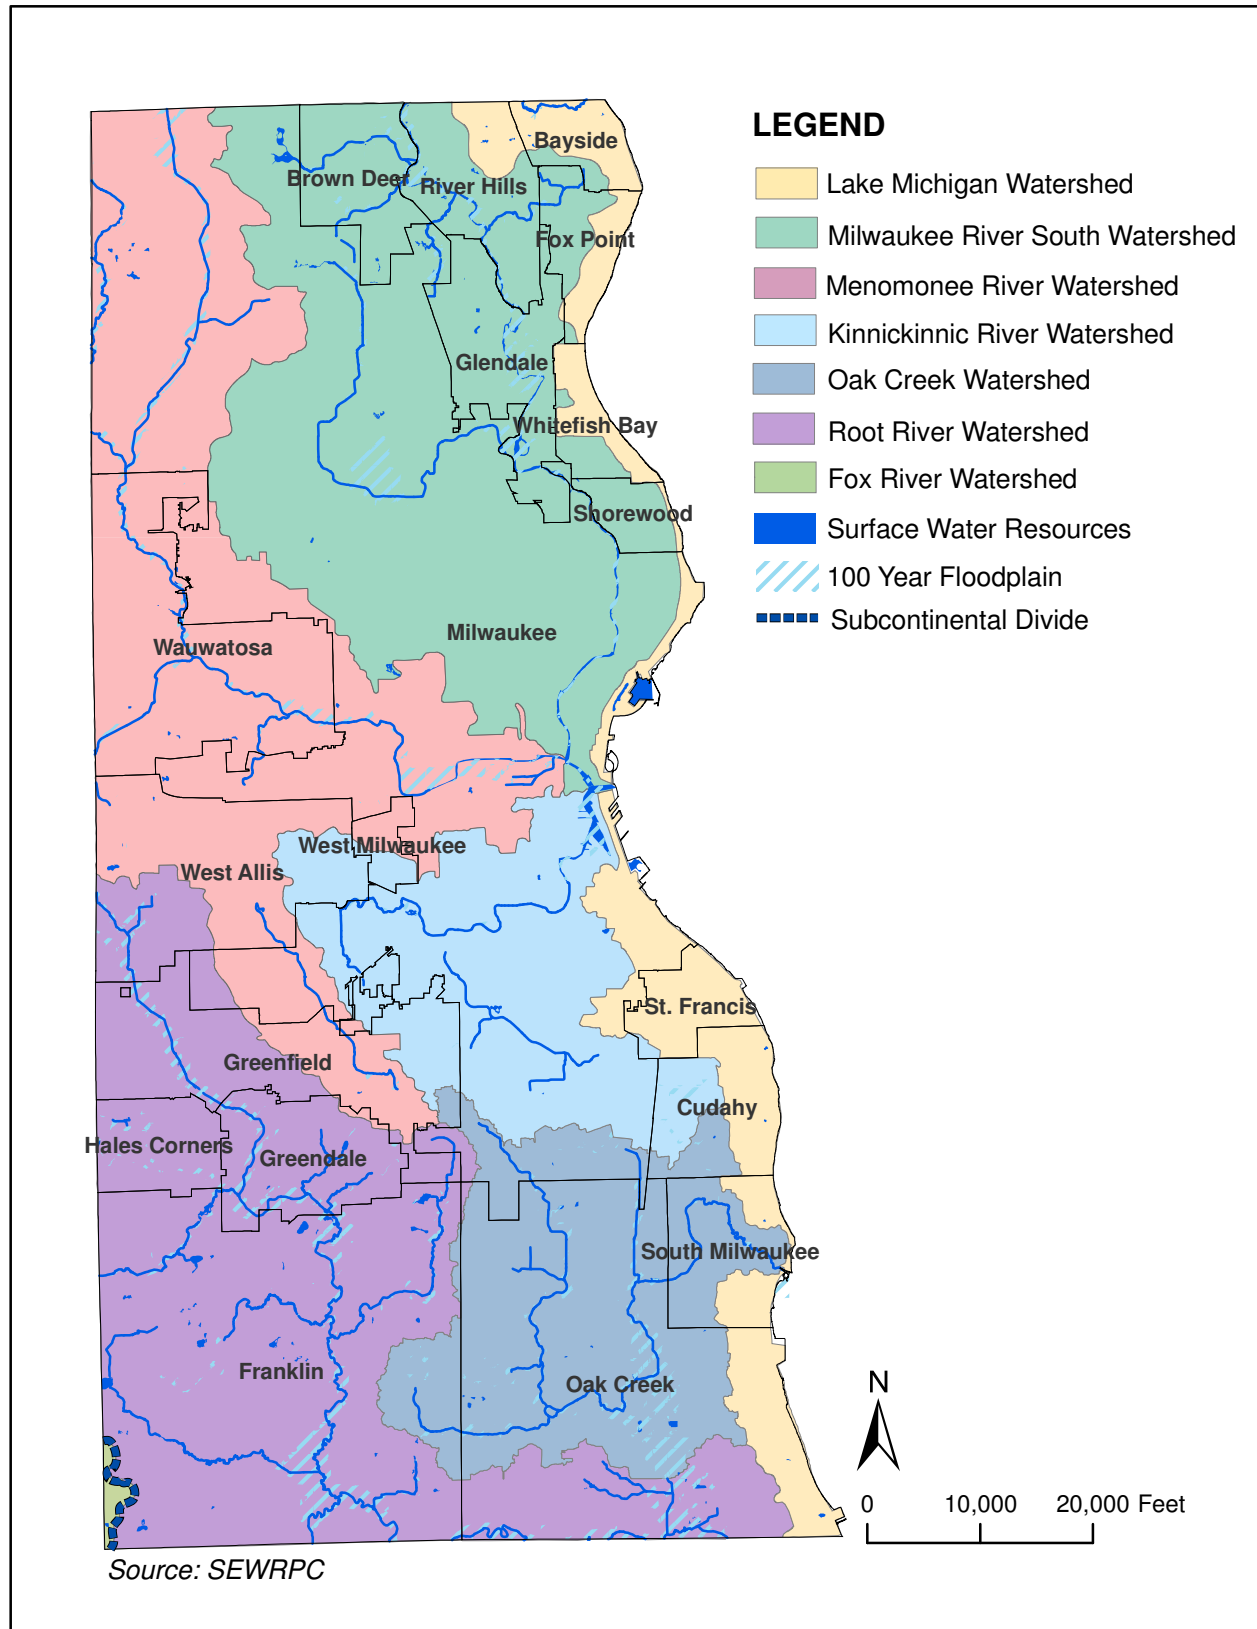 LEGEND
Lake Michigan Watershed
Milwaukee River South Watershed
Menomonee River Watershed
Kinnickinnic River Watershed
Oak Creek Watershed
Root River Watershed
Fox River Watershed
Surface Water Resources
100 Year Floodplain
Subcontinental Divide
Bayside
Brown Deer
River Hills
Fox Point
Glendale
Whitefish Bay
Shorewood
Milwaukee
Wauwatosa
West Milwaukee
West Allis
St. Francis
Greenfield
Cudahy
Hales Corners
Greendale
South Milwaukee
Franklin
Oak Creek
N
0 10,000 20,000 Feet
Source: SEWRPC